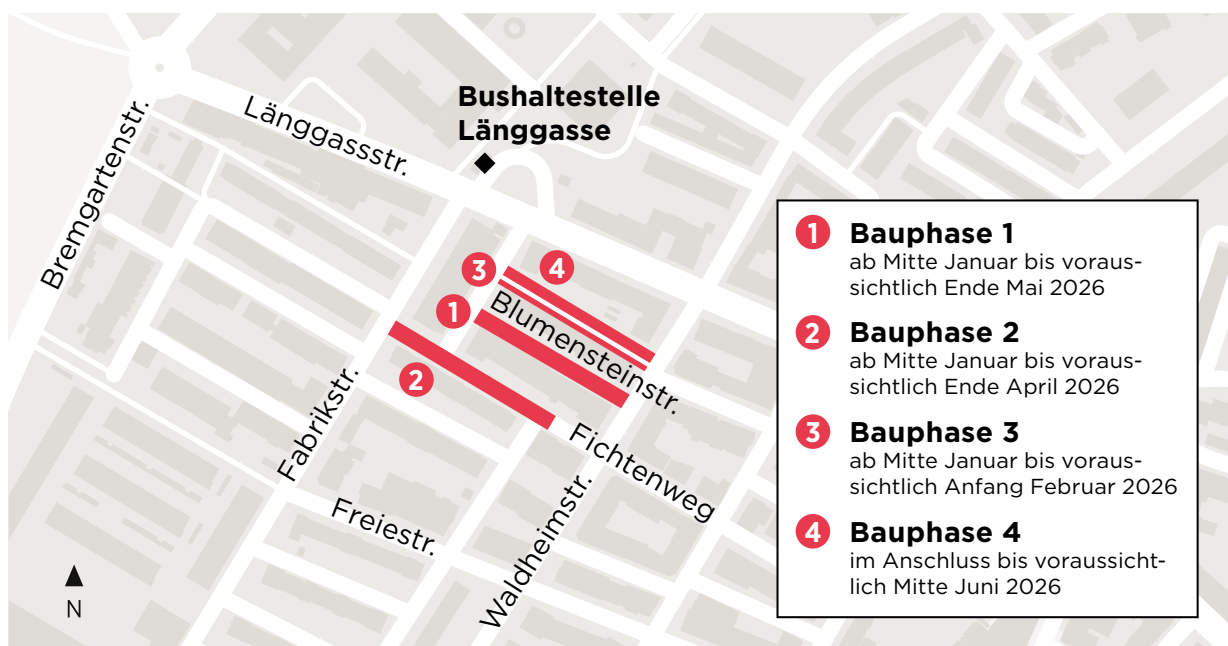 Bushaltestelle
Länggasse
Länggassstr.
Bremgartenstr.
3
4
1
Blumensteinstr.
2
Fabrikstr.
Fichtenweg
Freiestr.
Waldheimstr.
N
1 Bauphase 1
ab Mitte Januar bis voraus-
sichtlich Ende Mai 2026
2 Bauphase 2
ab Mitte Januar bis voraus-
sichtlich Ende April 2026
3 Bauphase 3
ab Mitte Januar bis voraus-
sichtlich Anfang Februar 2026
4 Bauphase 4
im Anschluss bis voraussicht-
lich Mitte Juni 2026